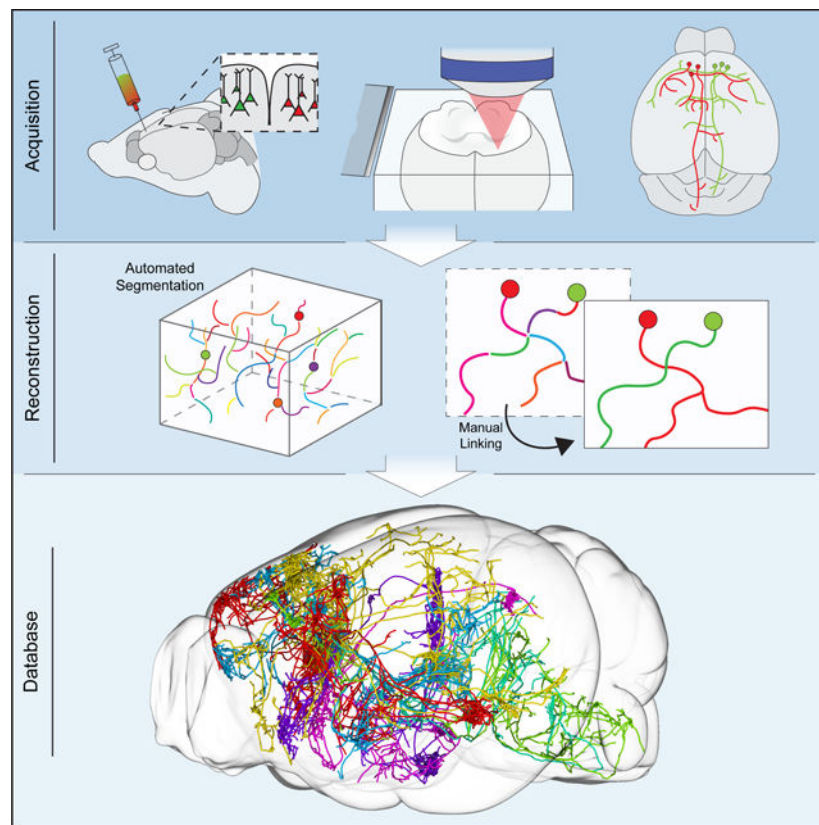 Acquisition
Reconstruction
Automated
Segmentation
Manual
Linking
Database